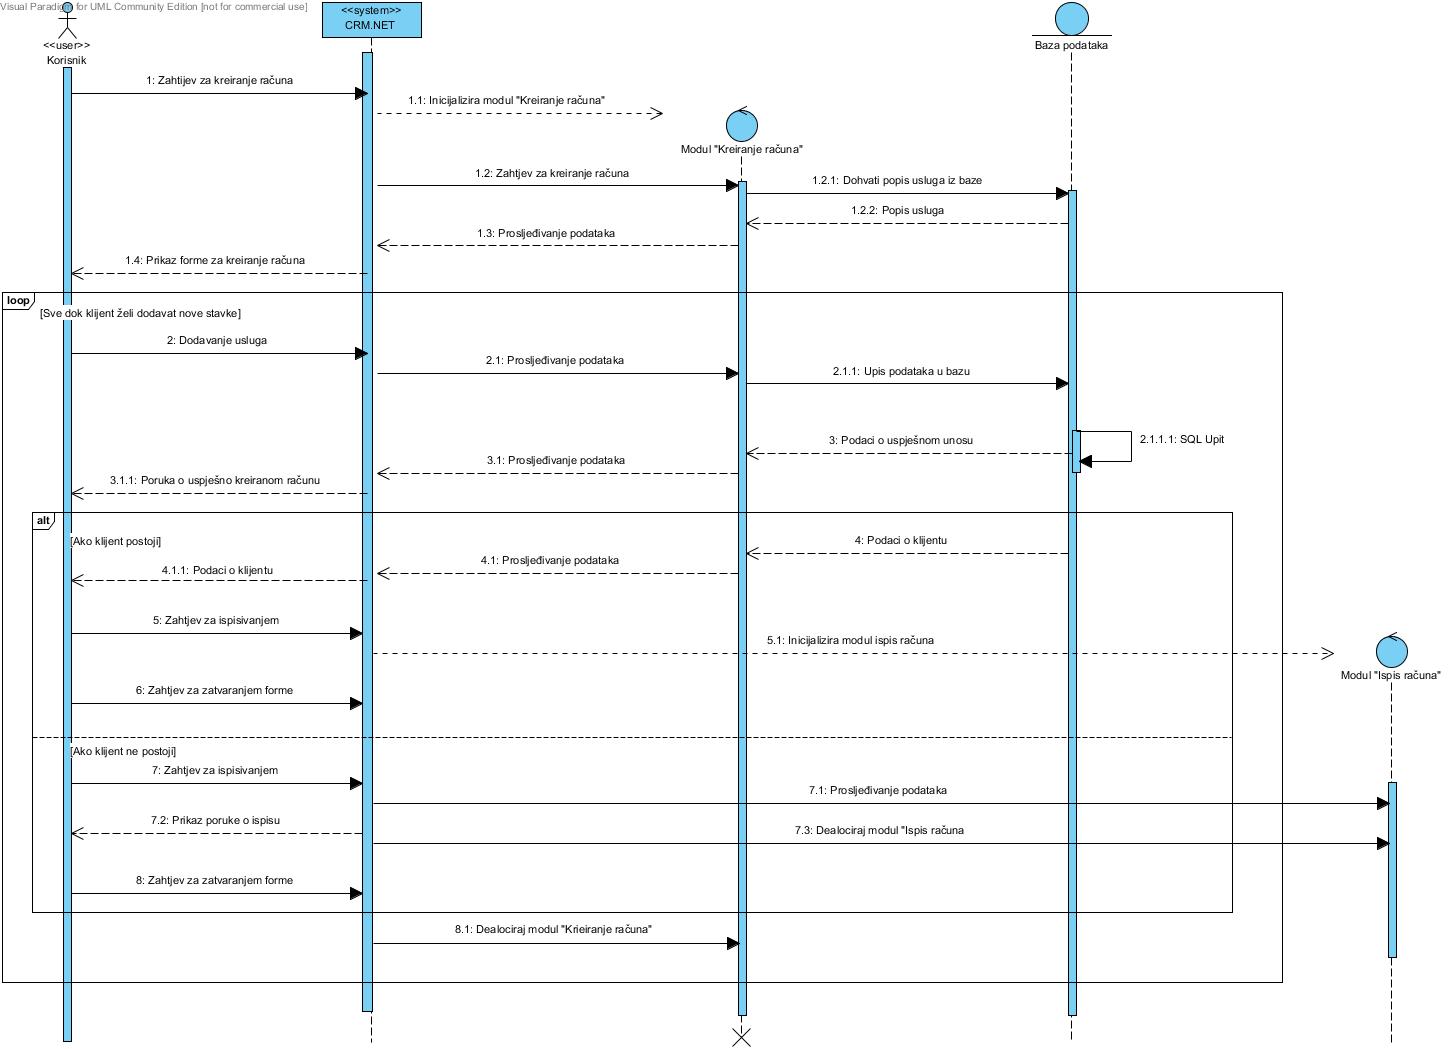 Visual Paradigm for UML Community Edition [not for commercial use]
<<system>>
CRM.NET
<<user>>
Korisnik
Baza podataka
1: Zahtijev za kreiranje računa
1.1: Inicijalizira modul "Kreiranje računa"
Modul "Kreiranje računa"
1.2: Zahtjev za kreiranje računa
1.2.1: Dohvati popis usluga iz baze
1.2.2: Popis usluga
1.3: Prosljeđivanje podataka
1.4: Prikaz forme za kreiranje računa
loop
[Sve dok klijent želi dodavat nove stavke]
2: Dodavanje usluga
2.1: Prosljeđivanje podataka
2.1.1: Upis podataka u bazu
2.1.1.1: SQL Upit
3: Podaci o uspješnom unosu
3.1: Prosljeđivanje podataka
3.1.1: Poruka o uspješno kreiranom računu
alt
[Ako klijent postoji]
4: Podaci o klijentu
4.1: Prosljeđivanje podataka
4.1.1: Podaci o klijentu
5: Zahtjev za ispisivanjem
5.1: Inicijalizira modul ispis računa
Modul "Ispis računa"
6: Zahtjev za zatvaranjem forme
[Ako klijent ne postoji]
7: Zahtjev za ispisivanjem
7.1: Prosljeđivanje podataka
7.2: Prikaz poruke o ispisu
7.3: Dealociraj modul "Ispis računa
8: Zahtjev za zatvaranjem forme
8.1: Dealociraj modul "Krieiranje računa"